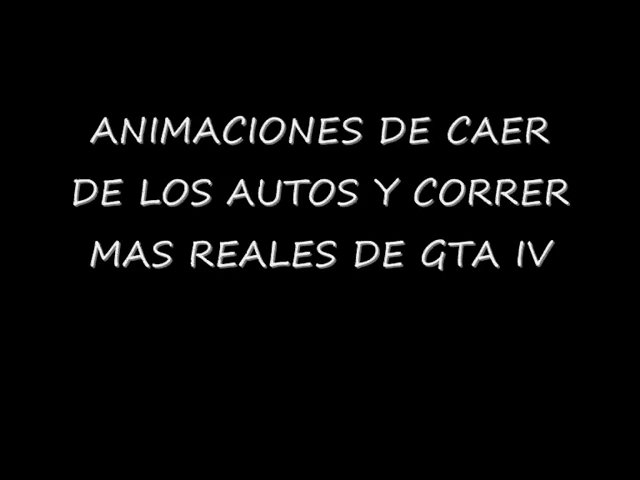 ANIMACIONES DE CAER
DE LOS AUTOS Y CORRER
MAS REALES DE GTA IV